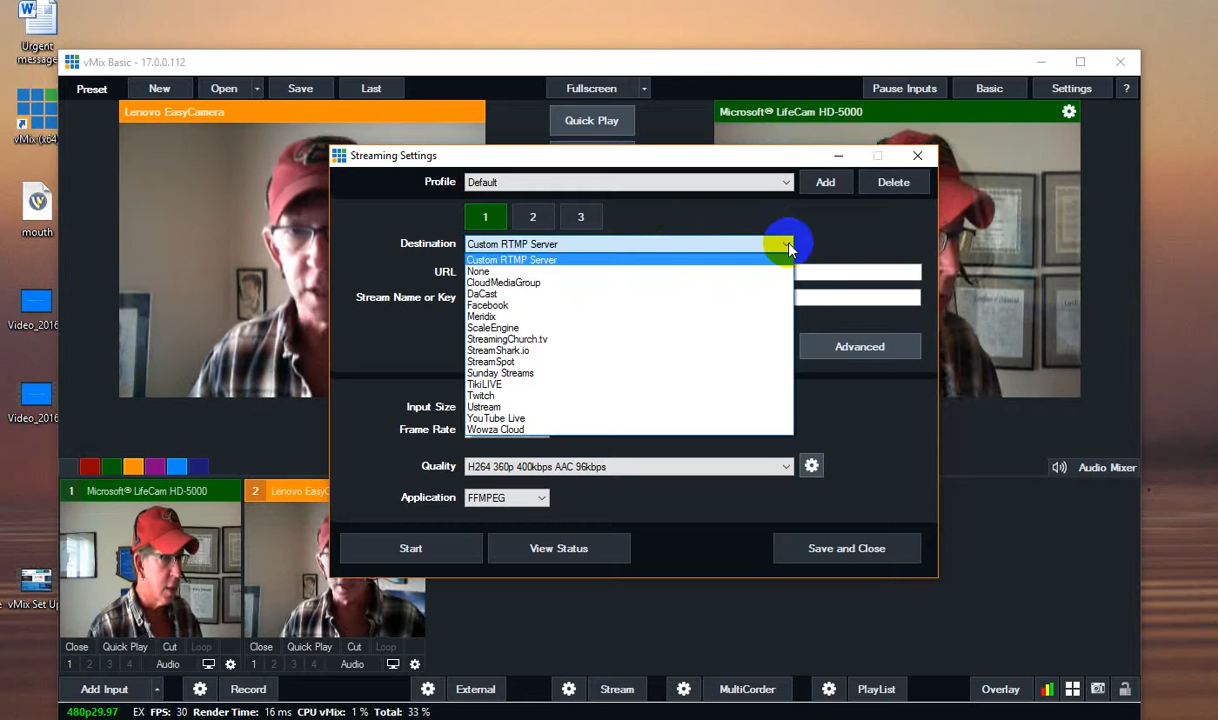 Urgent
message...
vMix (x64
mouth
Video_2016
Video_2016
vMix Set Up
vMix Basic - 17.0.0.112
Preset
New
Open
Save
Last
Fullscreen
Pause Inputs
Basic
Settings
?
Lenovo EasyCamera
Quick Play
Microsoft® LifeCam HD-5000
Streaming Settings
Profile
Default
Add
Delete
1
2
3
Destination
Custom RTMP Server
Custom RTMP Server
None
CloudMediaGroup
DaCast
Facebook
Meridix
ScaleEngine
StreamingChurch.tv
StreamShark.io
StreamSpot
Sunday Streams
TikiLIVE
Twitch
Ustream
YouTube Live
Wowza Cloud
URL
Stream Name or Key
Advanced
Input Size
Frame Rate
Quality
H264 360p 400kbps AAC 96kbps
Application
FFMPEG
Start
View Status
Save and Close
Audio Mixer
1 Microsoft® LifeCam HD-5000
2 Lenovo EasyC
Close Quick Play Cut Loop
1 2 3 4 Audio
Close Quick Play Cut Loop
1 2 3 4 Audio
Add Input
Record
External
Stream
MultiCorder
PlayList
Overlay
480p29.97 EX FPS: 30 Render Time: 16 ms CPU vMix: 1 % Total: 33 %